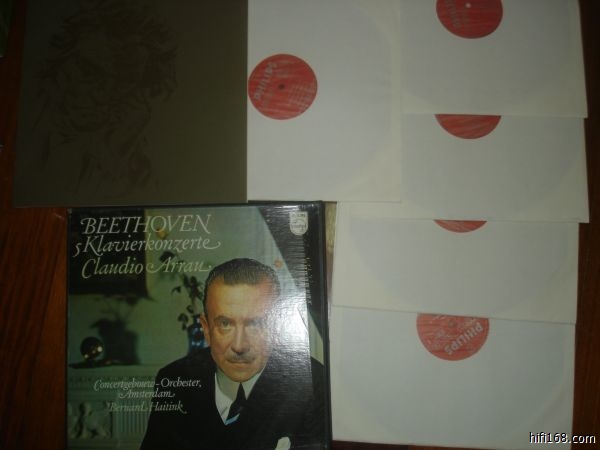 PHILIPS
PHILIPS
BEETHOVEN
5 Klavierkonzerte
Claudio Arrau
Concertgebouw-Orchester,
Amsterdam
Bernard Haitink
PHILIPS
hifi168.com